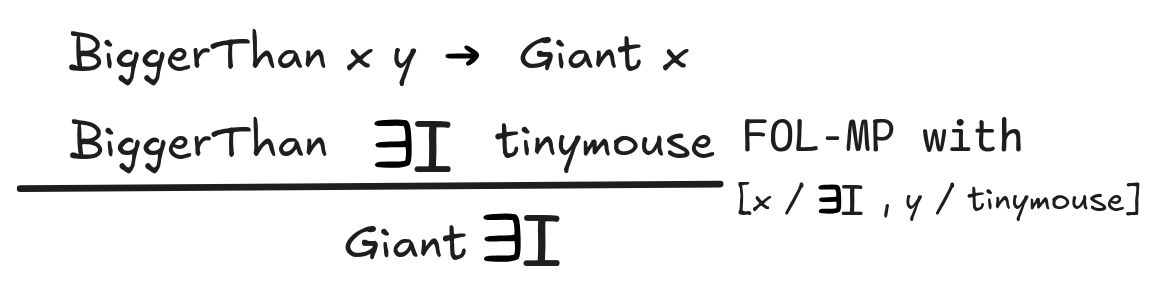 BiggerThan x y → Giant x
BiggerThan ∃I tinymouse
FOL-MP with
[x / ∃I , y / tinymouse]
Giant ∃I